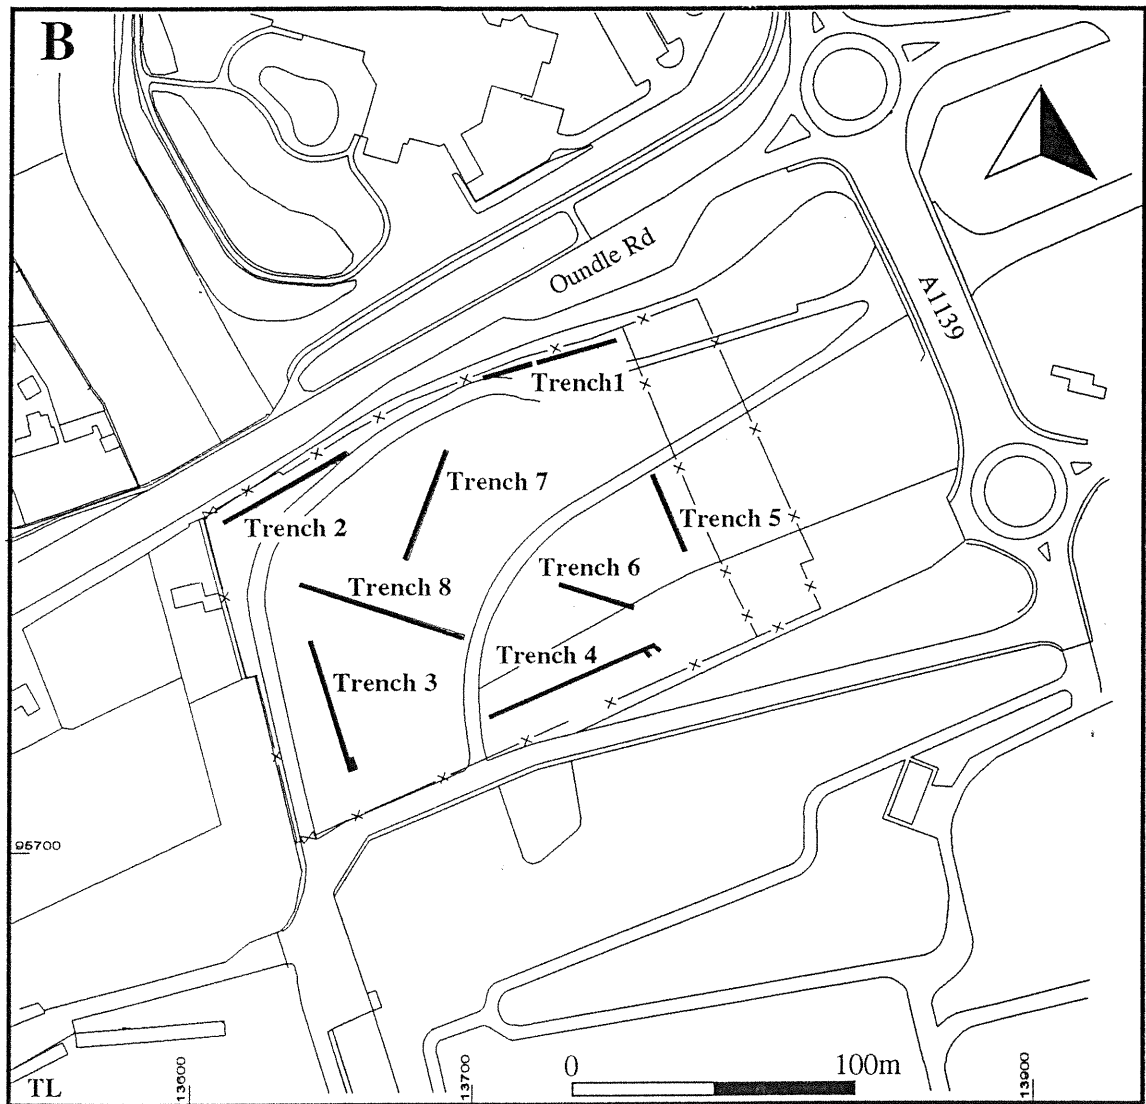 B
Oundle Rd
A1139
Trench1
Trench 7
Trench 2
Trench 5
Trench 6
Trench 8
Trench 4
Trench 3
95700
TL
13600
13700
0
100m
13900